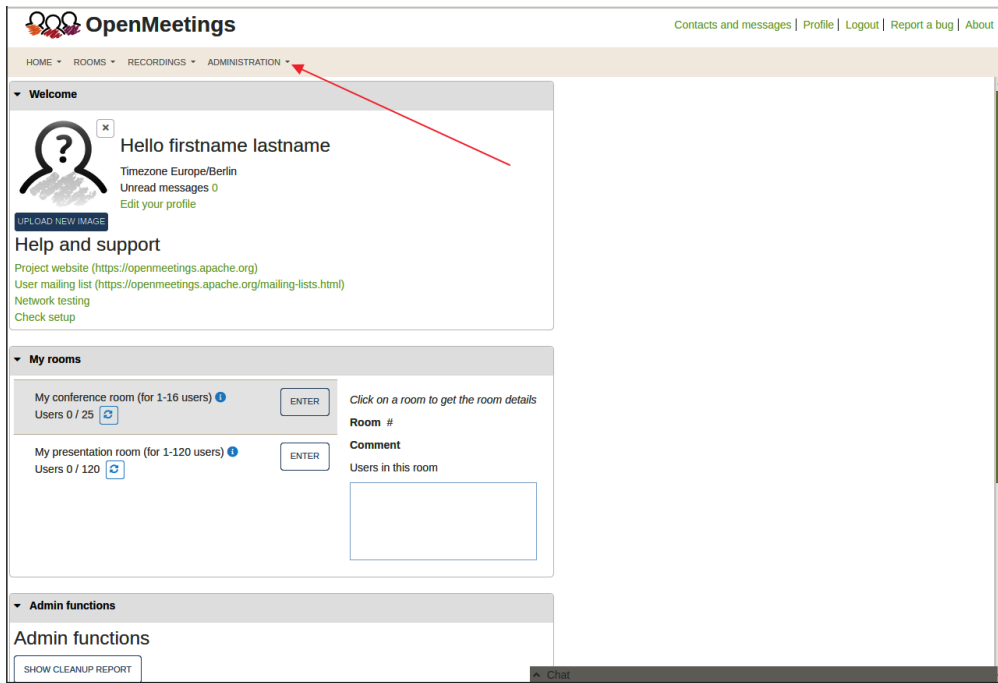 OpenMeetings
Contacts and messages | Profile | Logout | Report a bug | About
HOME ROOMS RECORDINGS ADMINISTRATION
Welcome
?
×
Hello firstname lastname
Timezone Europe/Berlin
Unread messages 0
Edit your profile
UPLOAD NEW IMAGE
Help and support
Project website (https://openmeetings.apache.org)
User mailing list (https://openmeetings.apache.org/mailing-lists.html)
Network testing
Check setup
My rooms
My conference room (for 1-16 users)
Users 0 / 25
ENTER
My presentation room (for 1-120 users)
Users 0 / 120
ENTER
Click on a room to get the room details
Room #
Comment
Users in this room
Admin functions
Admin functions
SHOW CLEANUP REPORT
Chat